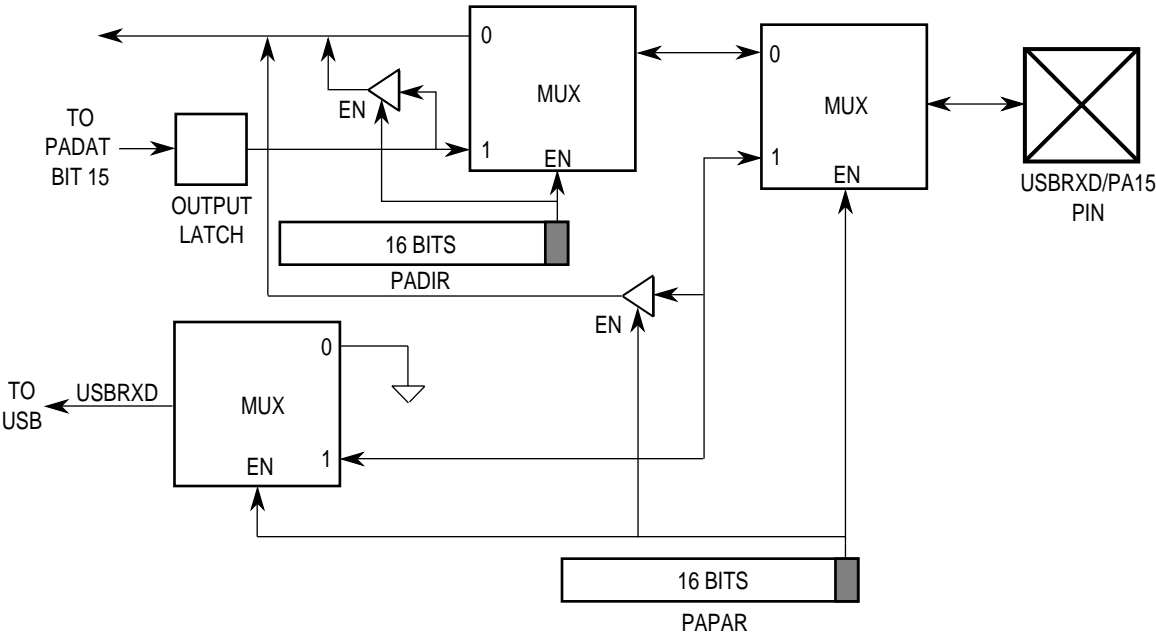 0
MUX
1
EN
EN
TO
PADAT
BIT 15
OUTPUT
LATCH
16 BITS
PADIR
0
MUX
1
EN
USBRXD/PA15
PIN
EN
0
MUX
1
EN
TO
USB
USBRXD
16 BITS
PAPAR